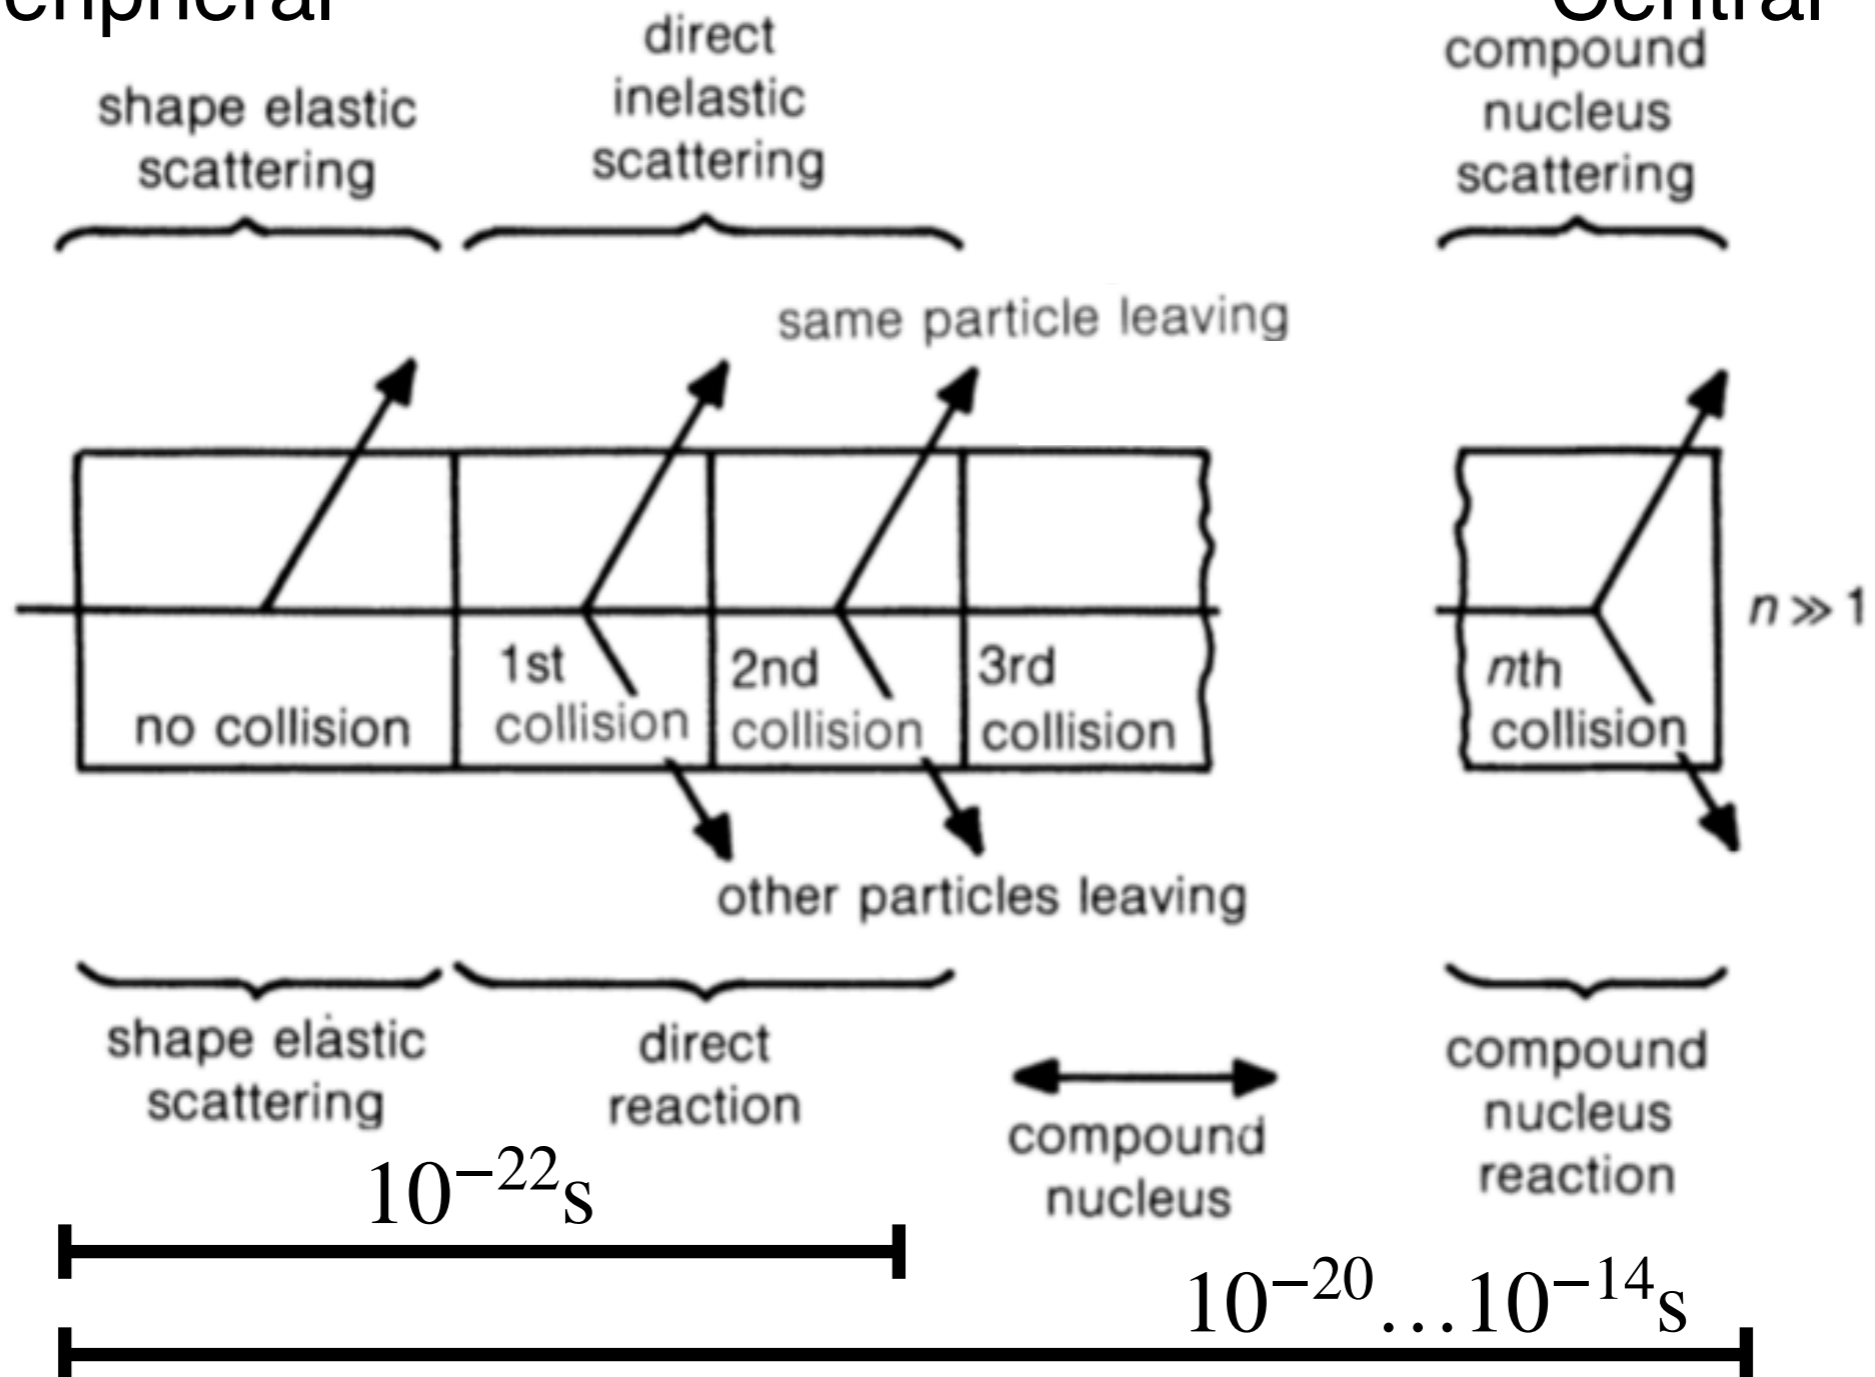 eripheral
Central
direct
inelastic
scattering
shape elastic
scattering
compound
nucleus
scattering
same particle leaving
no collision
1st
collision
2nd
collision
3rd
collision
nth
collision
n ≫ 1
other particles leaving
shape elastic
scattering
direct
reaction
compound
nucleus
compound
nucleus
reaction
10⁻²²s
10⁻²⁰…10⁻¹⁴s